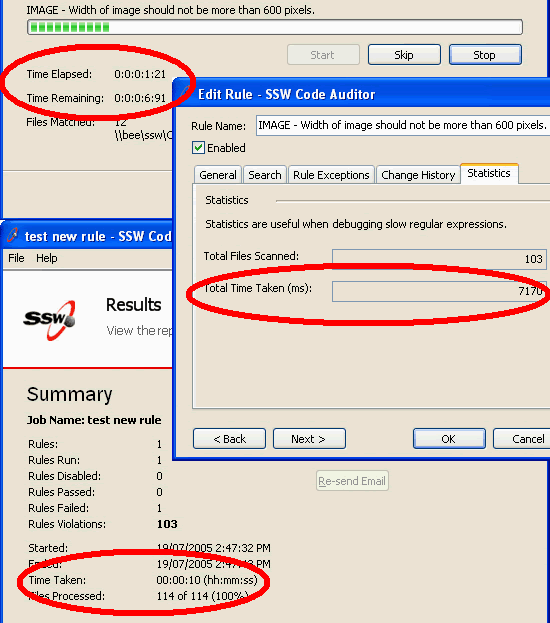 IMAGE - Width of image should not be more than 600 pixels.
Start Skip Stop
Time Elapsed: 0:0:0:1:21
Time Remaining: 0:0:0:6:91
Files Matched: 12
\\bee\ssw\
Edit Rule - SSW Code Auditor
Rule Name: IMAGE - Width of image should not be more than 600 pixels.
Enabled
General Search Rule Exceptions Change History Statistics
Statistics
Statistics are useful when debugging slow regular expressions.
Total Files Scanned: 103
Total Time Taken (ms): 7170
< Back Next > OK Cancel
test new rule - SSW Cod
File Help
SSW
Results
View the rep
Summary
Job Name: test new rule
Rules: 1
Rules Run: 1
Rules Disabled: 0
Rules Passed: 0
Rules Failed: 1
Rules Violations: 103
Re-send Email
Started: 19/07/2005 2:47:32 PM
Ended: 19/07/2005 PM
Time Taken: 00:00:10 (hh:mm:ss)
Files Processed: 114 of 114 (100%)